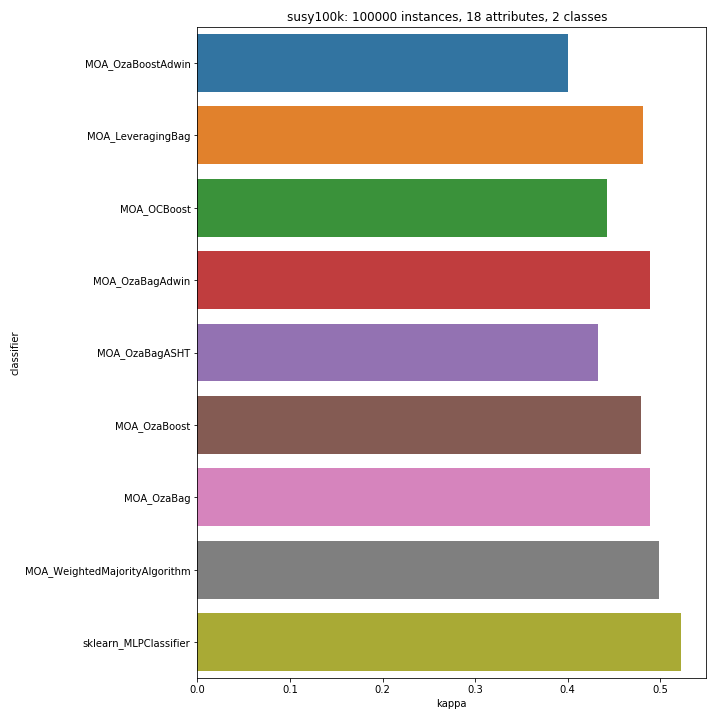 susy100k: 100000 instances, 18 attributes, 2 classes
MOA_OzaBoostAdwin
MOA_LeveragingBag
MOA_OCBoost
MOA_OzaBagAdwin
MOA_OzaBagASHT
MOA_OzaBoost
MOA_OzaBag
MOA_WeightedMajorityAlgorithm
sklearn_MLPClassifier
classifier
0.0 0.1 0.2 0.3 0.4 0.5
kappa